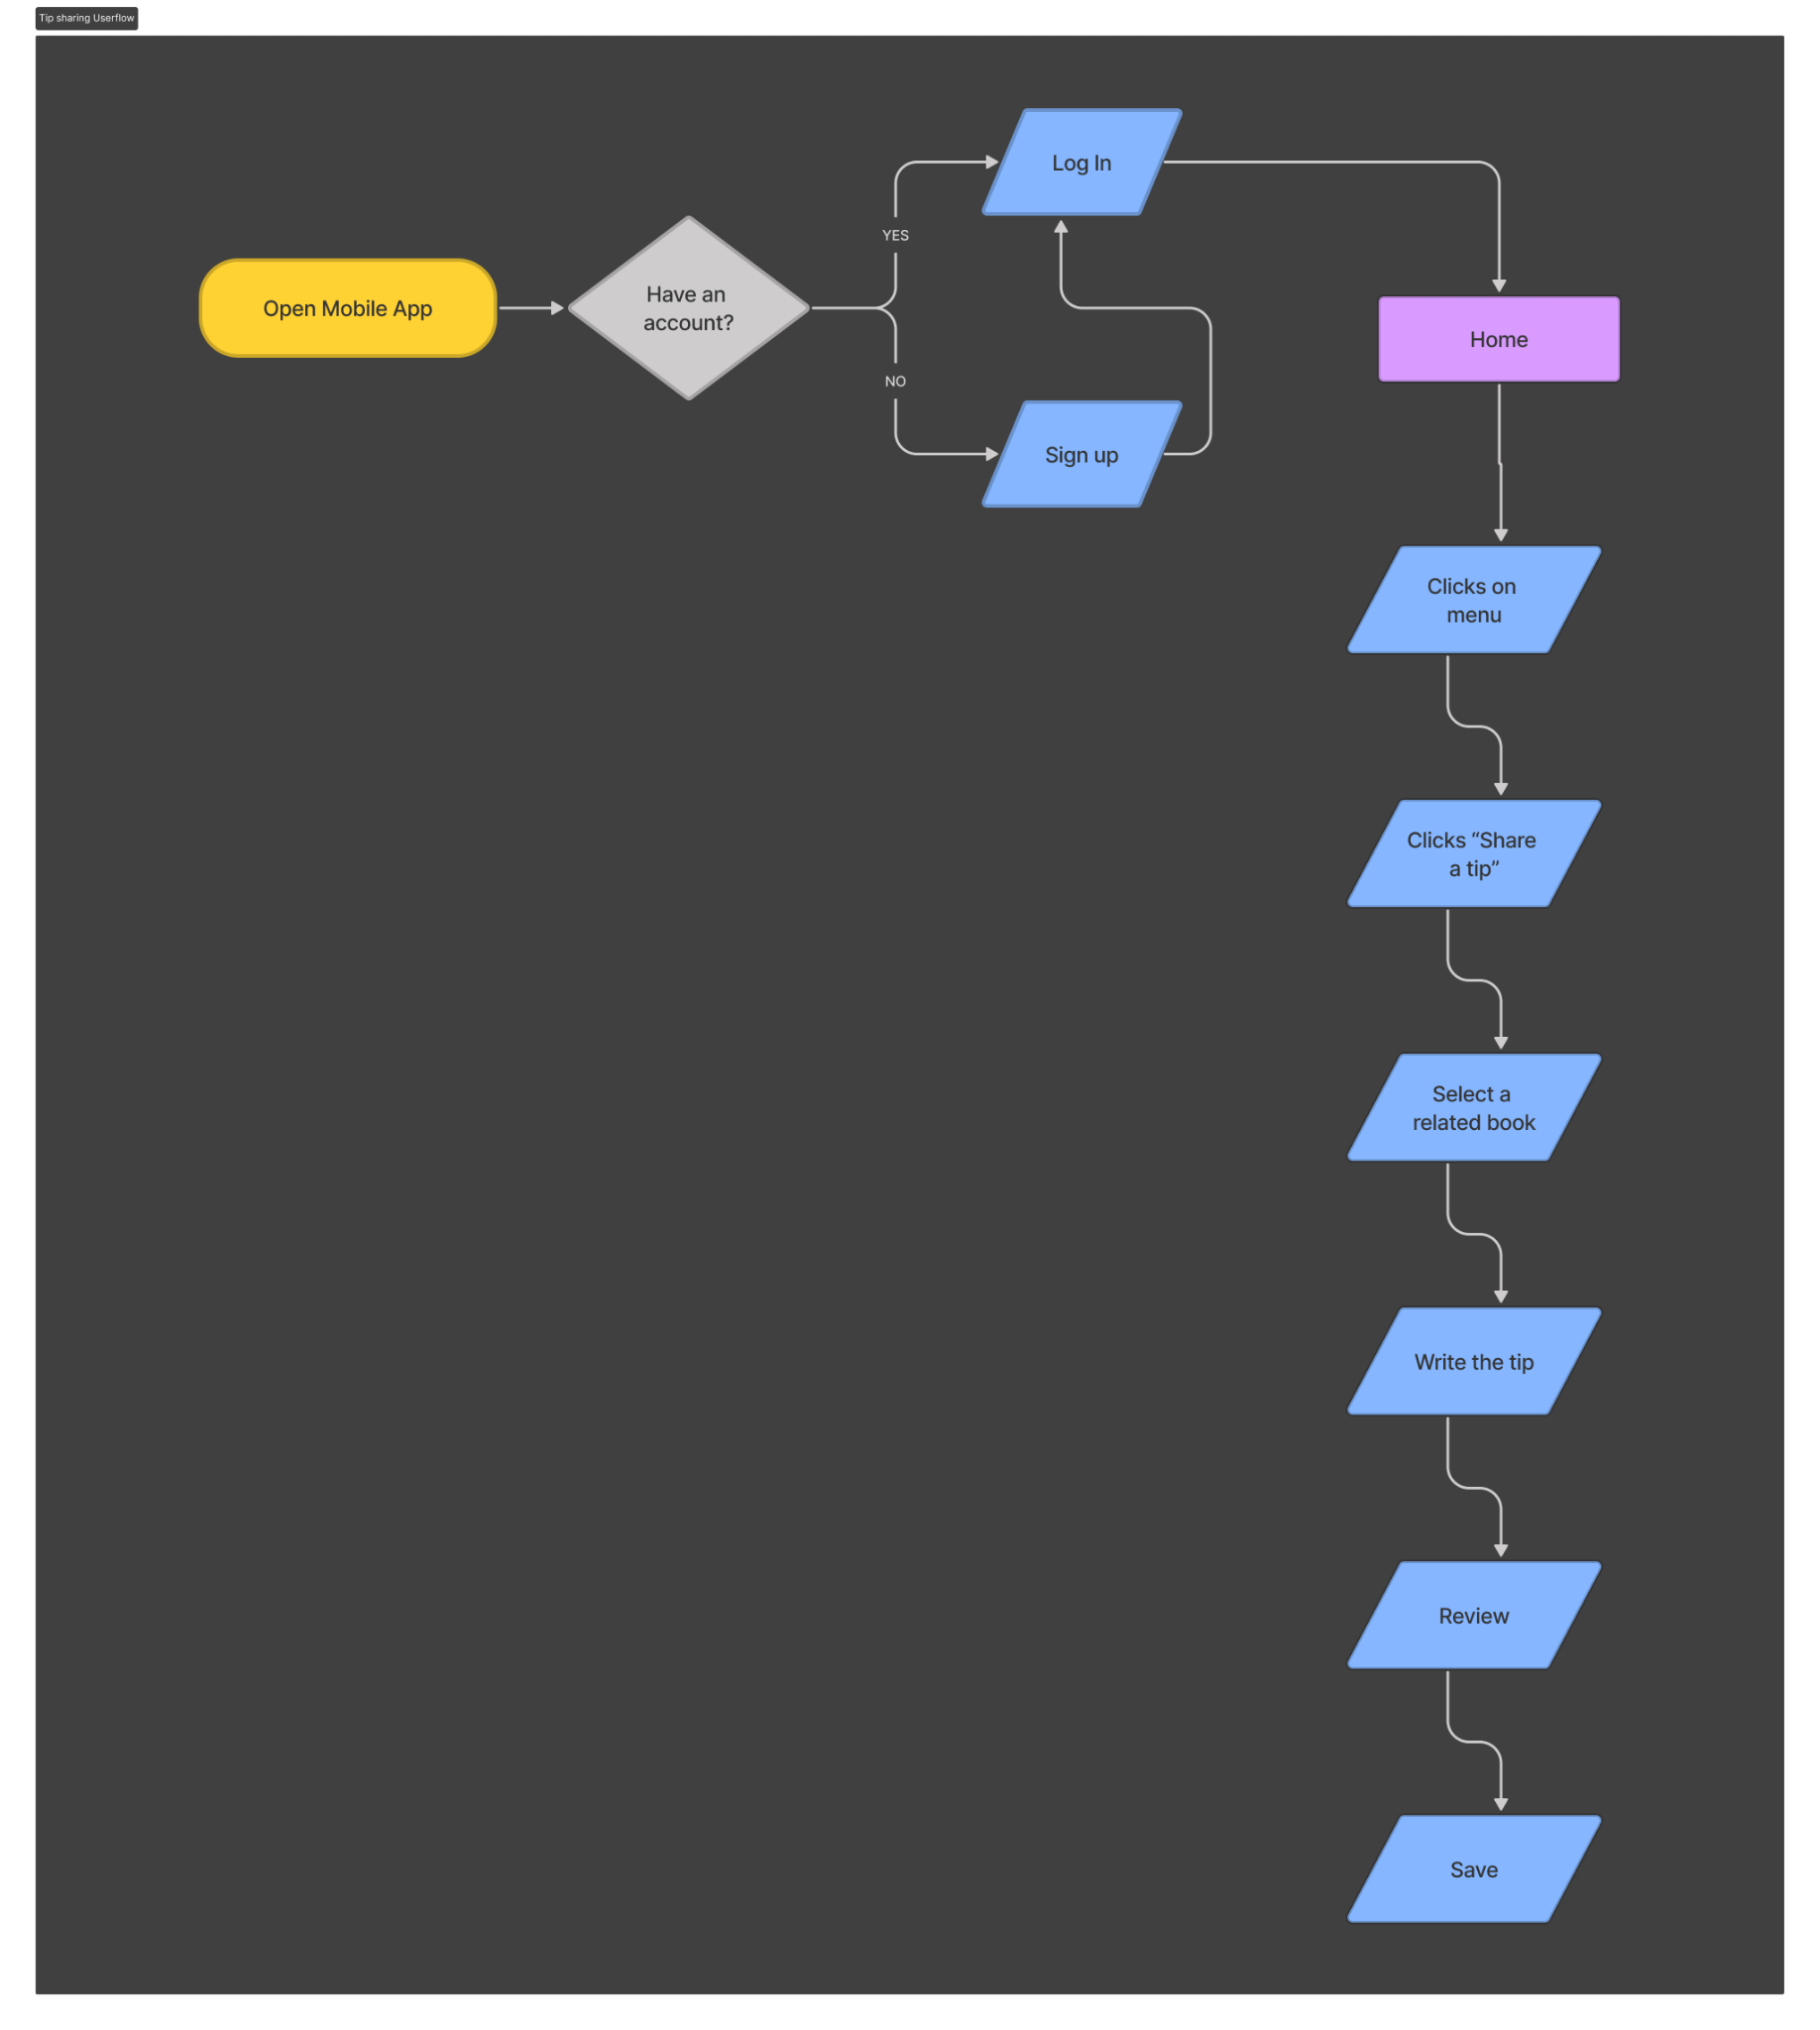 Tip sharing Userflow
Open Mobile App
Have an
account?
YES
NO
Log In
Sign up
Home
Clicks on
menu
Clicks “Share
a tip”
Select a
related book
Write the tip
Review
Save